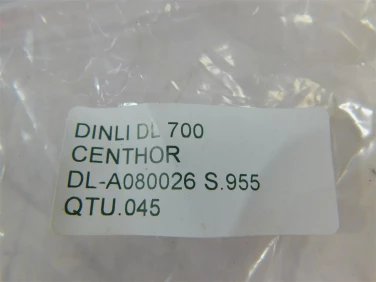 DINLI DL 700
CENTHOR
DL-A080026 S.955
QTU.045